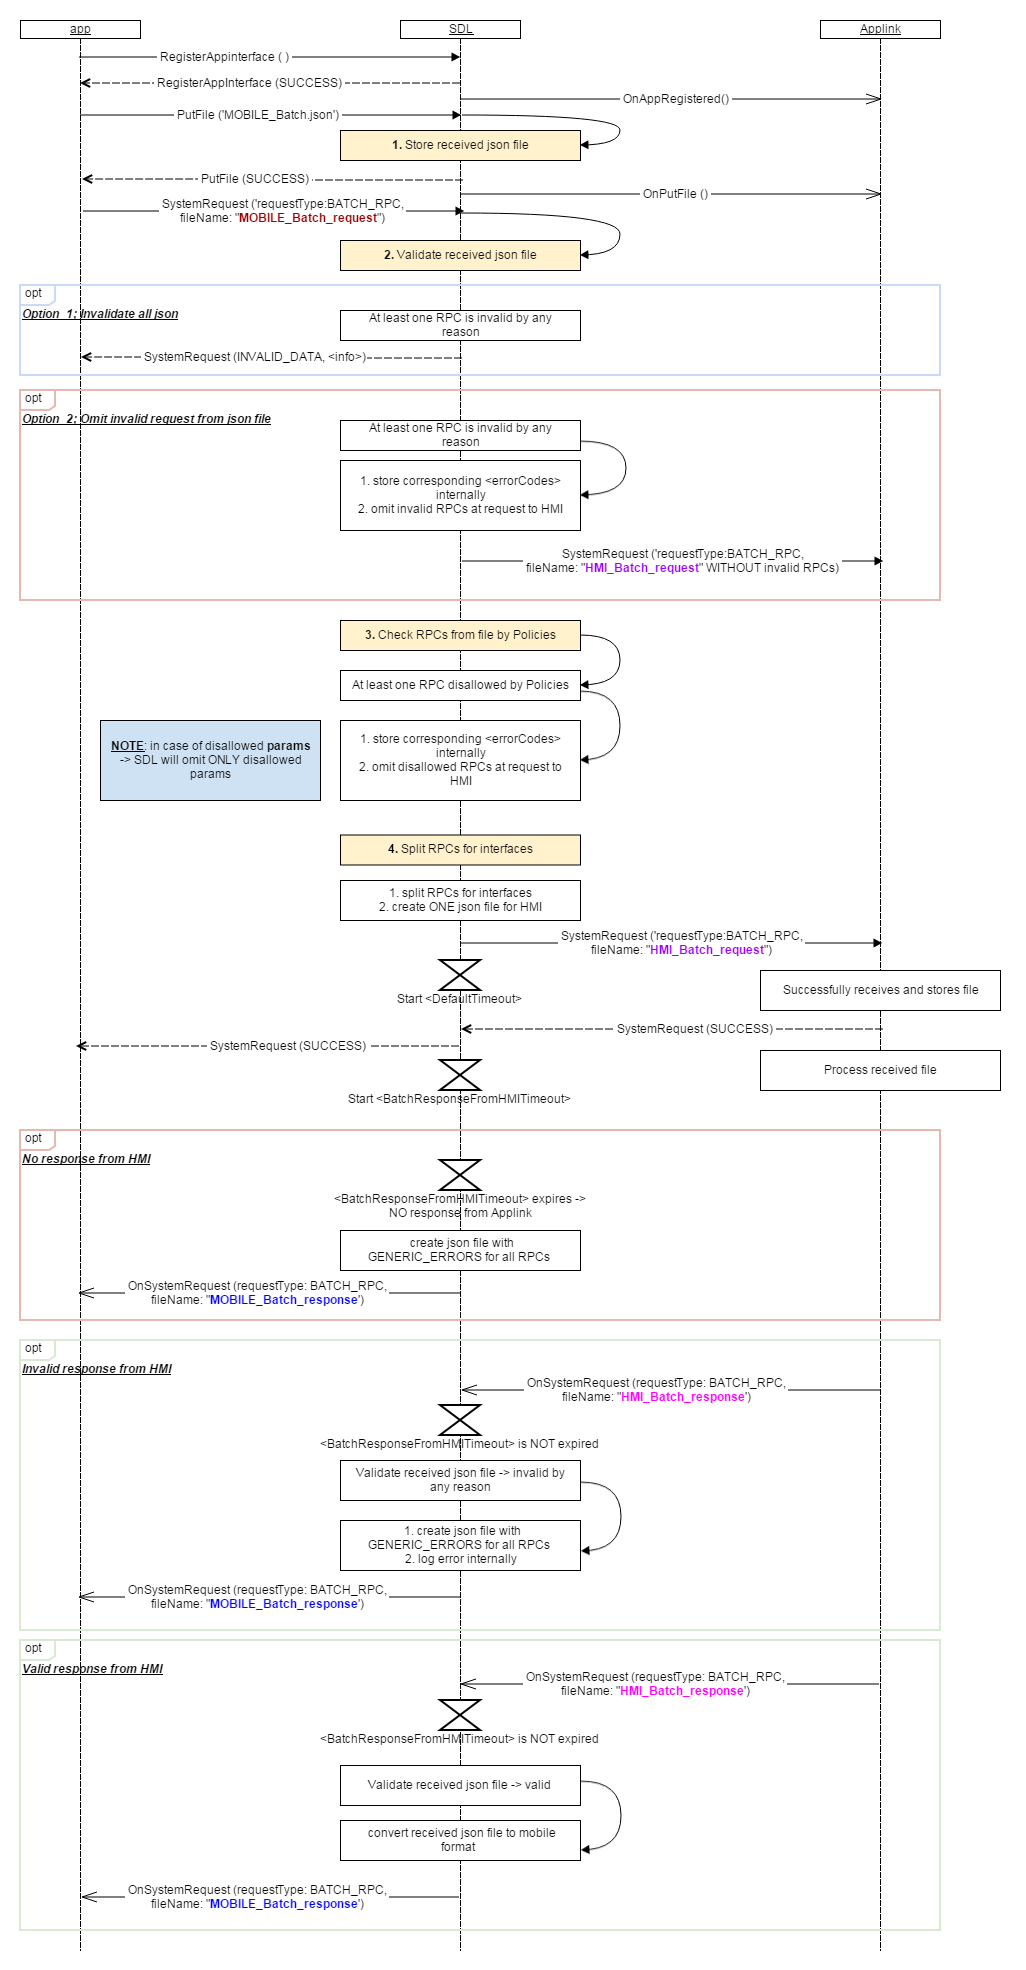 app
SDL
Applink
RegisterAppinterface ( )
RegisterAppInterface (SUCCESS)
OnAppRegistered()
PutFile ('MOBILE_Batch.json')
1. Store received json file
PutFile (SUCCESS)
OnPutFile ()
SystemRequest ('requestType:BATCH_RPC,
fileName: "MOBILE_Batch_request")
2. Validate received json file
opt
Option 1: Invalidate all json
At least one RPC is invalid by any
reason
SystemRequest (INVALID_DATA, <info>)
opt
Option 2: Omit invalid request from json file
At least one RPC is invalid by any
reason
1. store corresponding <errorCodes>
internally
2. omit invalid RPCs at request to HMI
SystemRequest ('requestType:BATCH_RPC,
fileName: "HMI_Batch_request" WITHOUT invalid RPCs)
3. Check RPCs from file by Policies
At least one RPC disallowed by Policies
NOTE: in case of disallowed params
-> SDL will omit ONLY disallowed
params
1. store corresponding <errorCodes>
internally
2. omit disallowed RPCs at request to
HMI
4. Split RPCs for interfaces
1. split RPCs for interfaces
2. create ONE json file for HMI
SystemRequest ('requestType:BATCH_RPC,
fileName: "HMI_Batch_request")
Start <DefaultTimeout>
Successfully receives and stores file
SystemRequest (SUCCESS)
SystemRequest (SUCCESS)
Process received file
Start <BatchResponseFromHMITimeout>
opt
No response from HMI
<BatchResponseFromHMITimeout> expires ->
NO response from Applink
create json file with
GENERIC_ERRORS for all RPCs
OnSystemRequest (requestType: BATCH_RPC,
fileName: "MOBILE_Batch_response')
opt
Invalid response from HMI
OnSystemRequest (requestType: BATCH_RPC,
fileName: "HMI_Batch_response')
<BatchResponseFromHMITimeout> is NOT expired
Validate received json file -> invalid by
any reason
1. create json file with
GENERIC_ERRORS for all RPCs
2. log error internally
OnSystemRequest (requestType: BATCH_RPC,
fileName: "MOBILE_Batch_response')
opt
Valid response from HMI
OnSystemRequest (requestType: BATCH_RPC,
fileName: "HMI_Batch_response')
<BatchResponseFromHMITimeout> is NOT expired
Validate received json file -> valid
convert received json file to mobile
format
OnSystemRequest (requestType: BATCH_RPC,
fileName: "MOBILE_Batch_response')